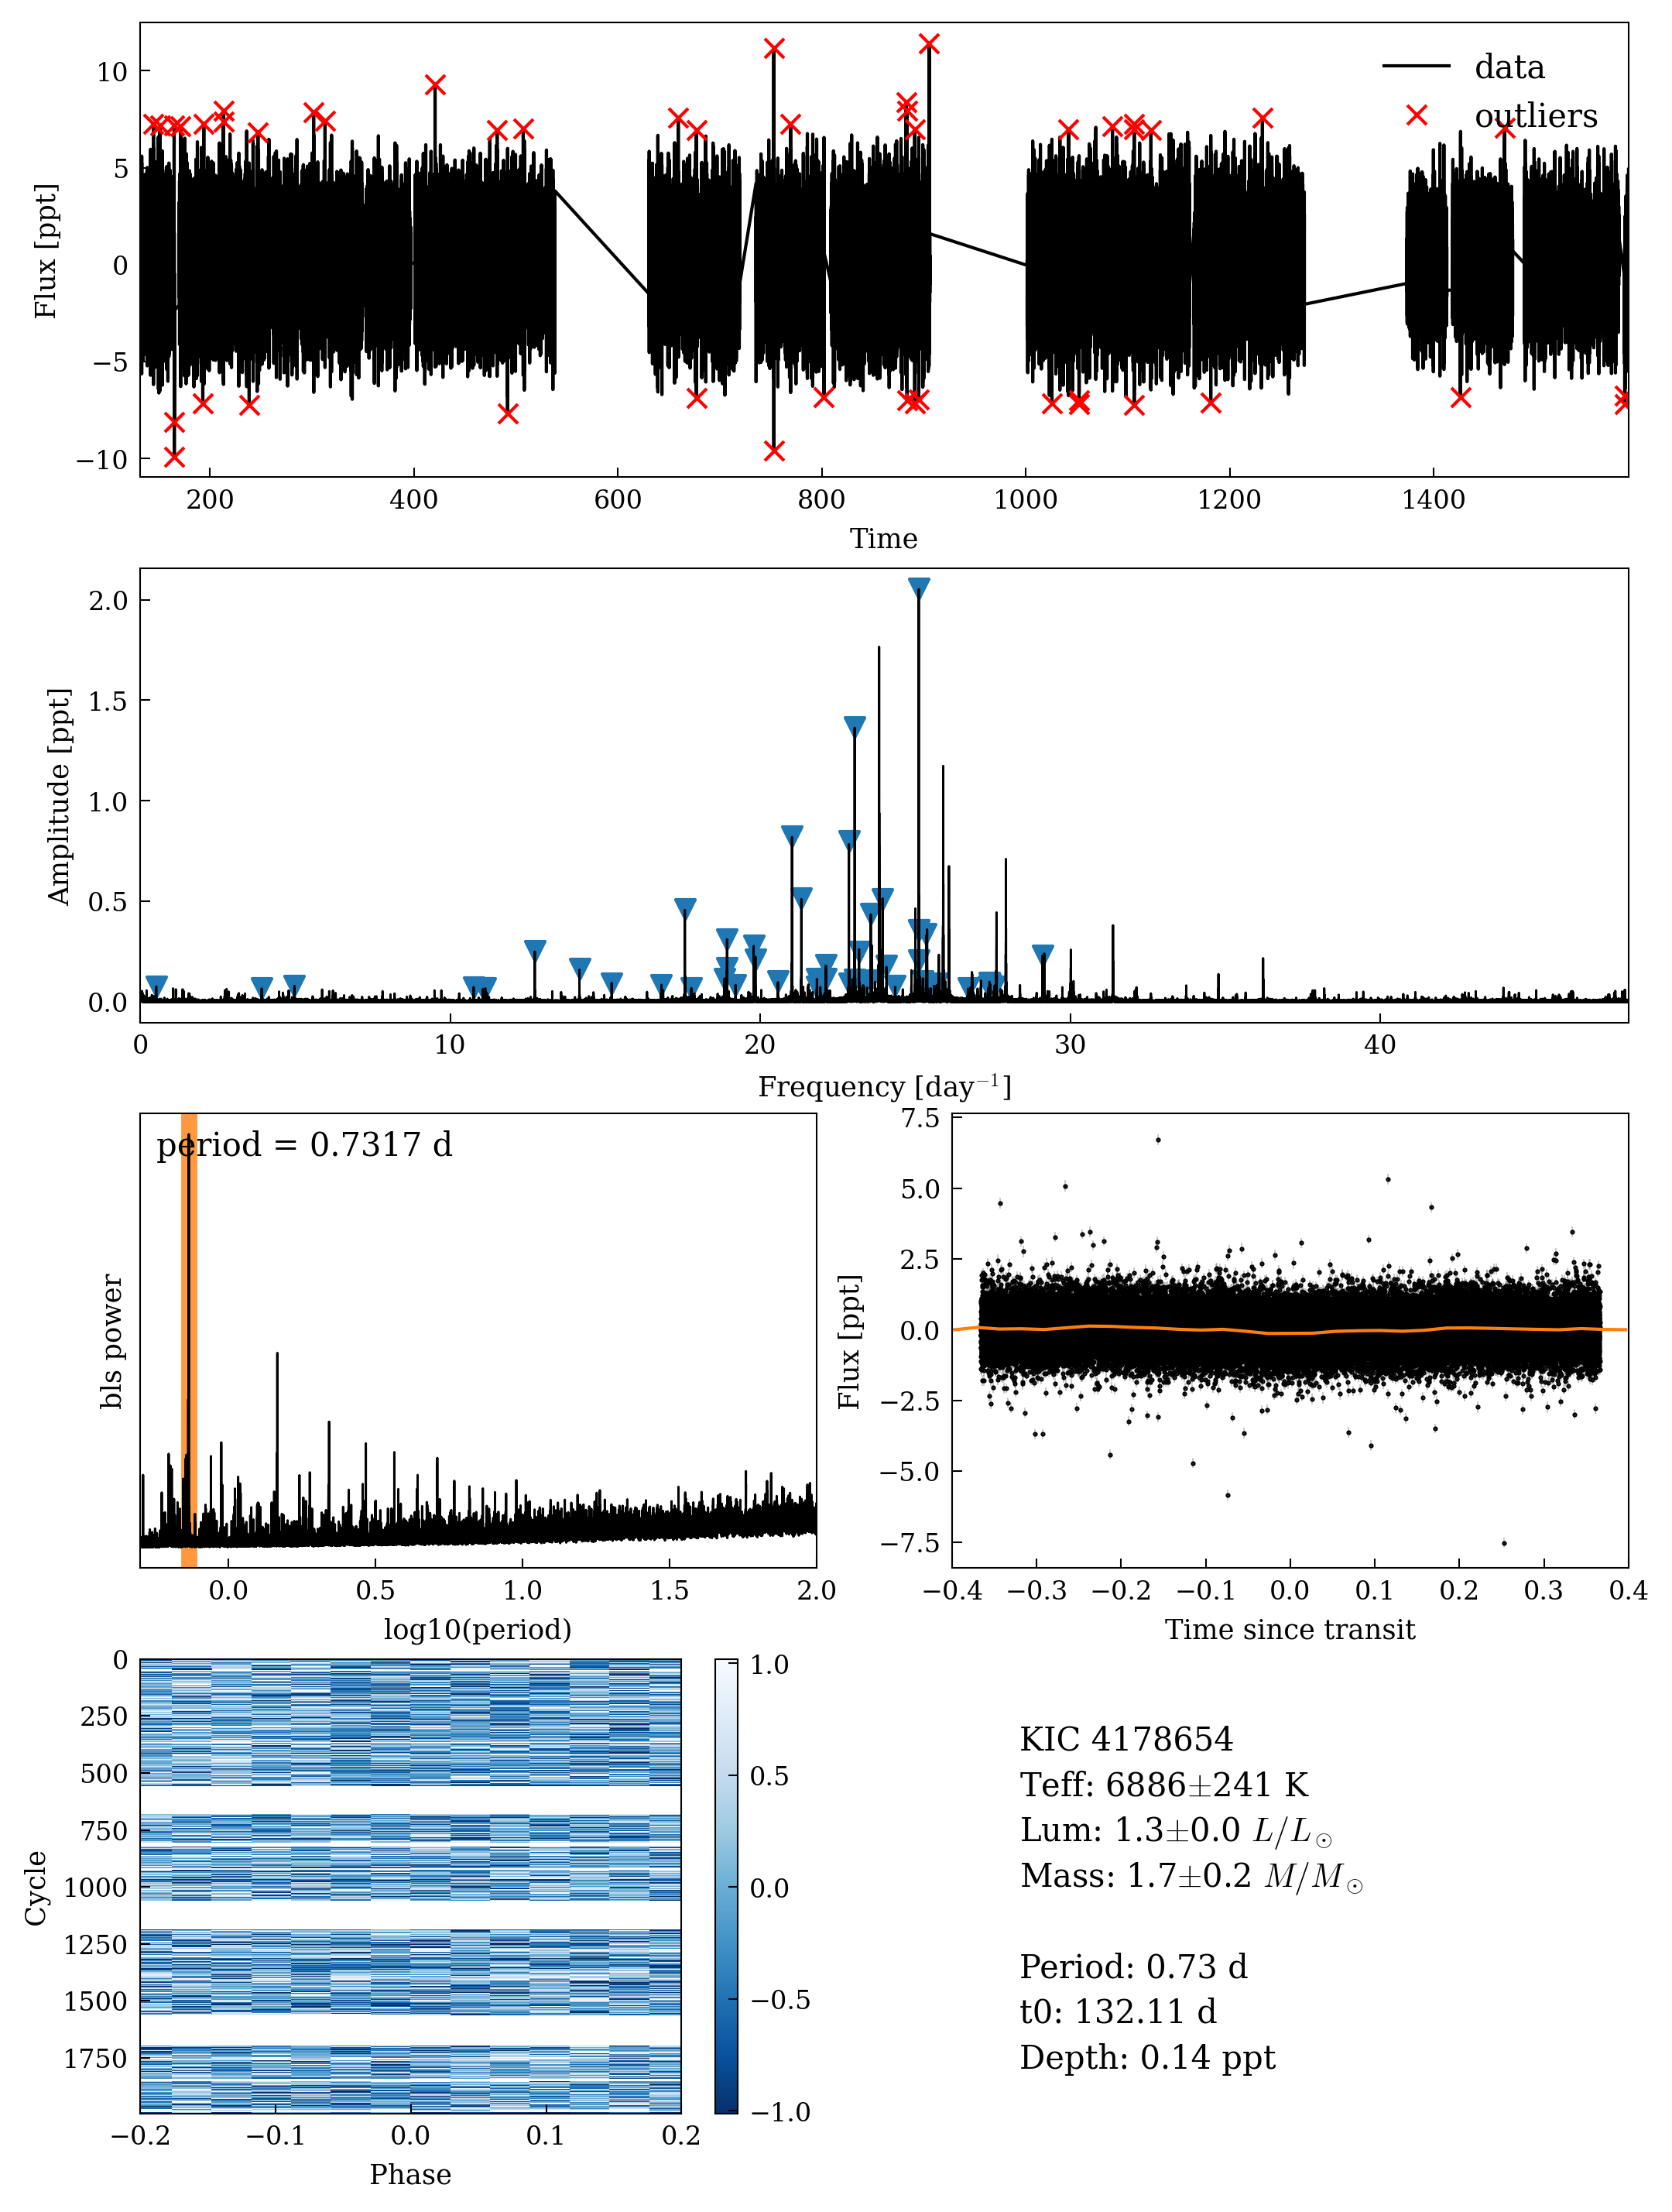 data
outliers
10
5
0
−5
−10
Flux [ppt]
200 400 600 800 1000 1200 1400
Time
2.0
1.5
1.0
0.5
0.0
Amplitude [ppt]
0 10 20 30 40
Frequency [day⁻¹]
period = 0.7317 d
bls power
0.0 0.5 1.0 1.5 2.0
log10(period)
7.5
5.0
2.5
0.0
−2.5
−5.0
−7.5
Flux [ppt]
−0.4 −0.3 −0.2 −0.1 0.0 0.1 0.2 0.3 0.4
Time since transit
0
250
500
750
1000
1250
1500
1750
Cycle
−0.2 −0.1 0.0 0.1 0.2
Phase
1.0
0.5
0.0
−0.5
−1.0
KIC 4178654
Teff: 6886±241 K
Lum: 1.3±0.0 L/L⊙
Mass: 1.7±0.2 M/M⊙
Period: 0.73 d
t0: 132.11 d
Depth: 0.14 ppt